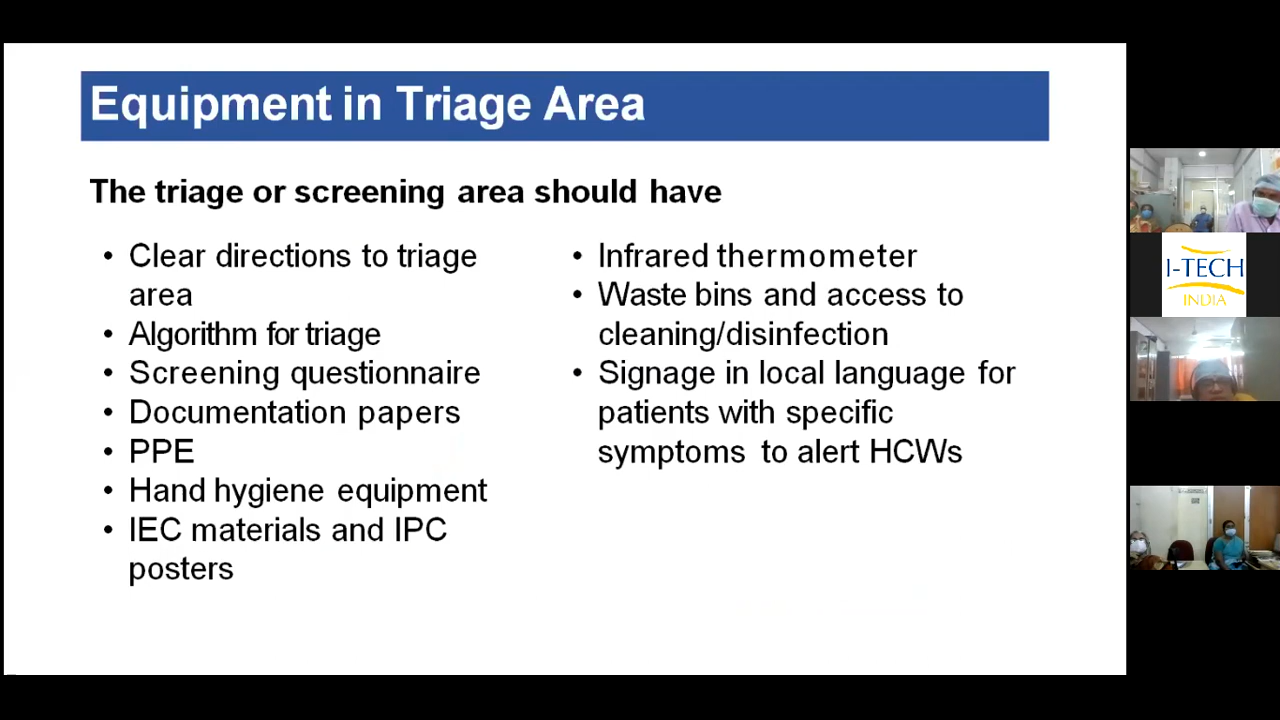 Equipment in Triage Area
The triage or screening area should have
• Clear directions to triage
area
• Algorithm for triage
• Screening questionnaire
• Documentation papers
• PPE
• Hand hygiene equipment
• IEC materials and IPC
posters
• Infrared thermometer
• Waste bins and access to
cleaning/disinfection
• Signage in local language for
patients with specific
symptoms to alert HCWs
I-TECH
INDIA